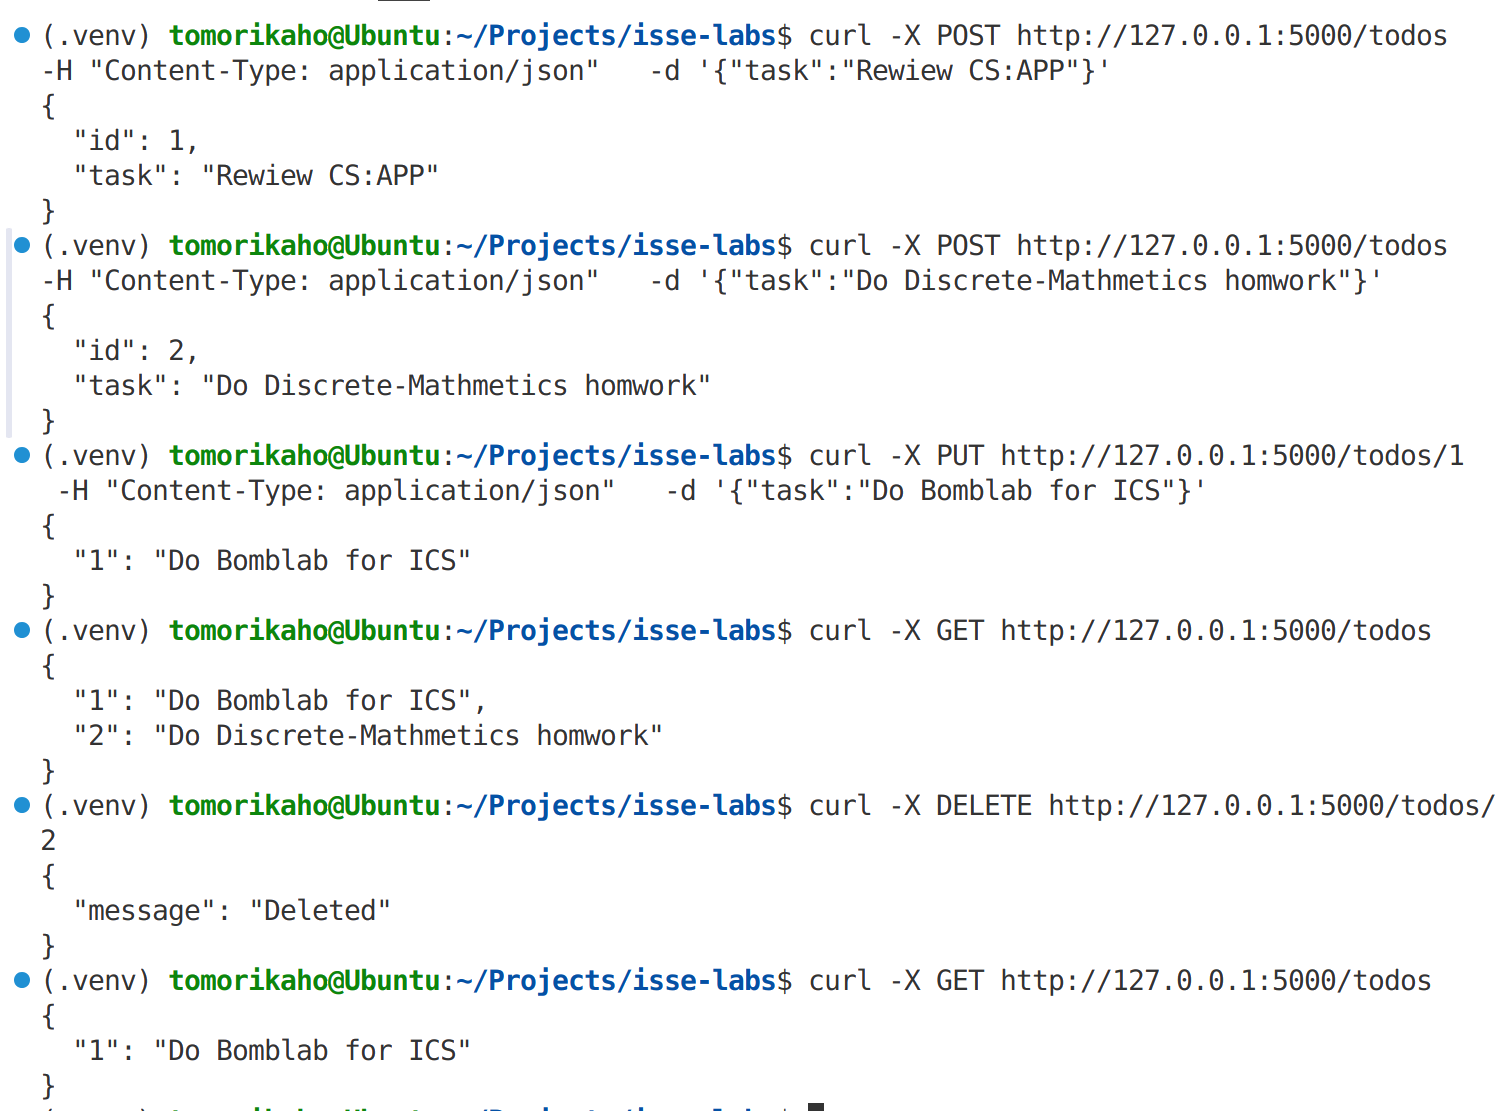 (.venv) tomorikaho@Ubuntu:~/Projects/isse-labs$ curl -X POST http://127.0.0.1:5000/todos
-H "Content-Type: application/json"   -d '{"task":"Rewiew CS:APP"}'
{
  "id": 1,
  "task": "Rewiew CS:APP"
}
(.venv) tomorikaho@Ubuntu:~/Projects/isse-labs$ curl -X POST http://127.0.0.1:5000/todos
-H "Content-Type: application/json"   -d '{"task":"Do Discrete-Mathmetics homwork"}'
{
  "id": 2,
  "task": "Do Discrete-Mathmetics homwork"
}
(.venv) tomorikaho@Ubuntu:~/Projects/isse-labs$ curl -X PUT http://127.0.0.1:5000/todos/1
 -H "Content-Type: application/json"   -d '{"task":"Do Bomblab for ICS"}'
{
  "1": "Do Bomblab for ICS"
}
(.venv) tomorikaho@Ubuntu:~/Projects/isse-labs$ curl -X GET http://127.0.0.1:5000/todos
{
  "1": "Do Bomblab for ICS",
  "2": "Do Discrete-Mathmetics homwork"
}
(.venv) tomorikaho@Ubuntu:~/Projects/isse-labs$ curl -X DELETE http://127.0.0.1:5000/todos/
2
{
  "message": "Deleted"
}
(.venv) tomorikaho@Ubuntu:~/Projects/isse-labs$ curl -X GET http://127.0.0.1:5000/todos
{
  "1": "Do Bomblab for ICS"
}